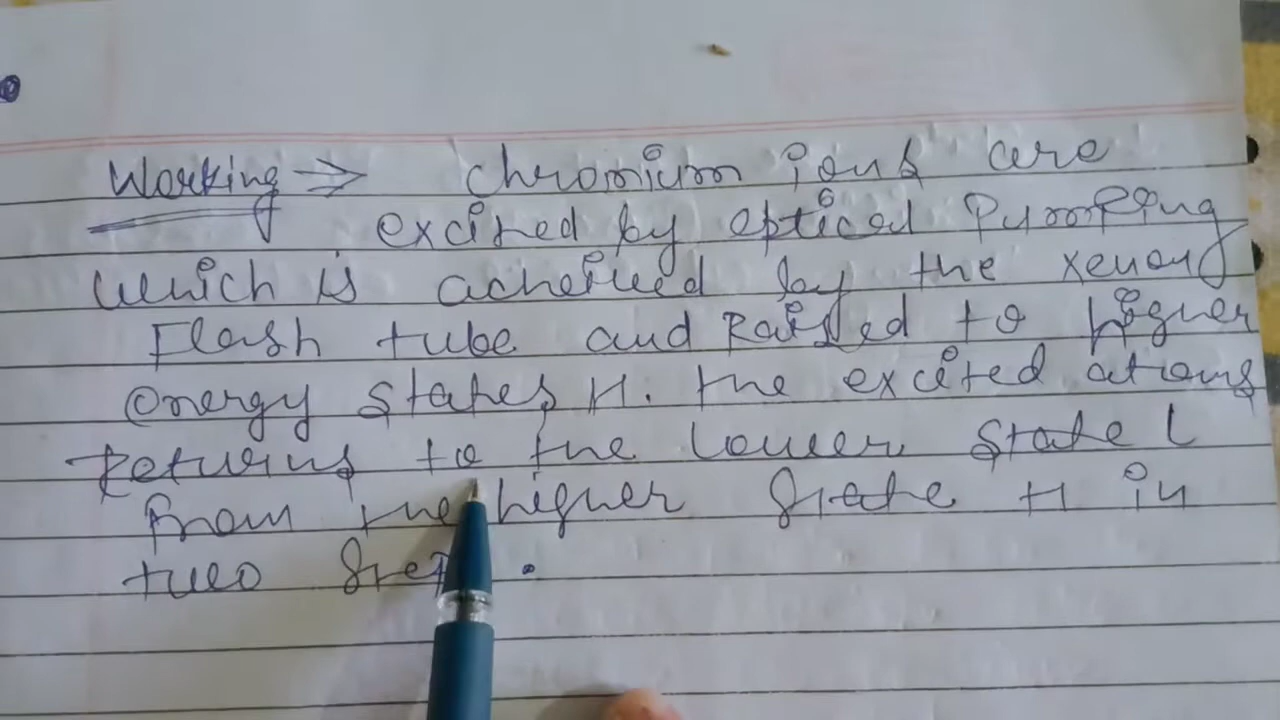 Working ⇒ chromium ions are
excited by optical Pumping
which is acheived by the xenon
Flash tube and Raised to higher
energy states H. the excited atoms
Returns to the lower state L
from the higher state H in
two step.